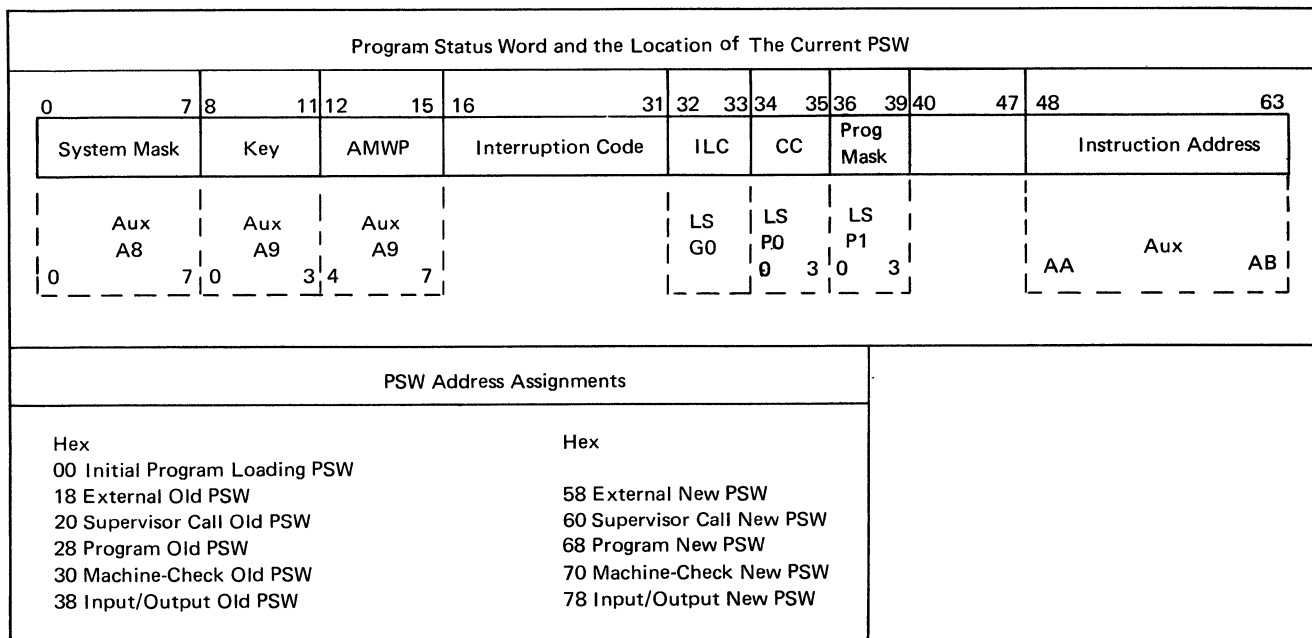 Program Status Word and the Location of The Current PSW
0 7 8 11 12 15 16 31 32 33 34 35 36 39 40 47 48 63
System Mask Key AMWP Interruption Code ILC CC Prog Mask Instruction Address
Aux A8 Aux A9 Aux A9 LS G0 LS P0 LS P1 AA Aux AB
0 7 0 3 4 7 0 3 0 3
PSW Address Assignments
Hex
00 Initial Program Loading PSW
18 External Old PSW
20 Supervisor Call Old PSW
28 Program Old PSW
30 Machine-Check Old PSW
38 Input/Output Old PSW
Hex
58 External New PSW
60 Supervisor Call New PSW
68 Program New PSW
70 Machine-Check New PSW
78 Input/Output New PSW